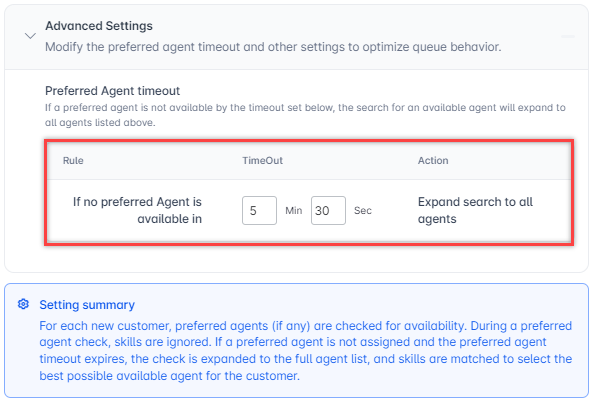 Advanced Settings
Modify the preferred agent timeout and other settings to optimize queue behavior.
Preferred Agent timeout
If a preferred agent is not available by the timeout set below, the search for an available agent will expand to
all agents listed above.
Rule TimeOut Action
If no preferred Agent is
available in
5 Min 30 Sec
Expand search to all
agents
Setting summary
For each new customer, preferred agents (if any) are checked for availability. During a preferred
agent check, skills are ignored. If a preferred agent is not assigned and the preferred agent
timeout expires, the check is expanded to the full agent list, and skills are matched to select the
best possible available agent for the customer.